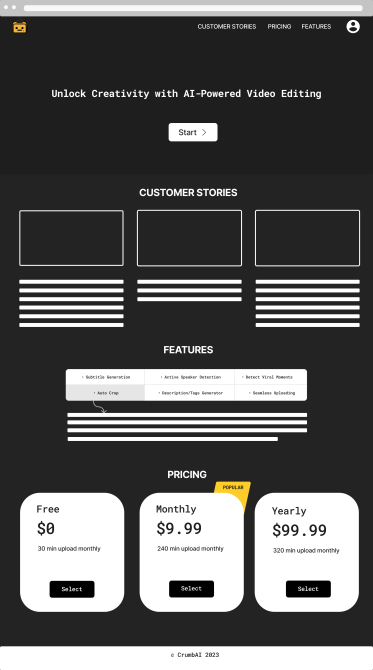 CUSTOMER STORIES PRICING FEATURES
Unlock Creativity with AI-Powered Video Editing
Start
CUSTOMER STORIES
FEATURES
• Subtitle Generation • Active Speaker Detection • Detect Viral Moments
• Auto Crop • Description/Tags Generator • Seamless Uploading
PRICING
POPULAR
Free Monthly Yearly
$0 $9.99 $99.99
30 min upload monthly 240 min upload monthly 320 min upload monthly
Select Select Select
© CrumbAI 2023